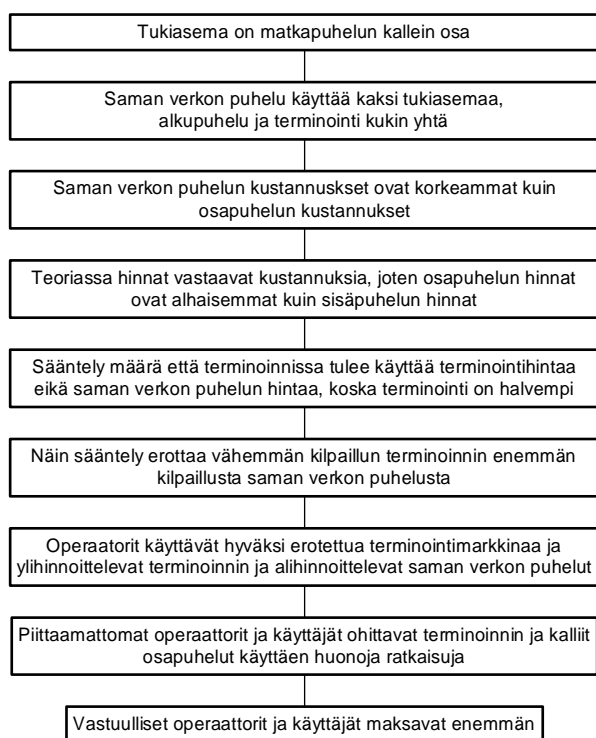 Tukiasema on matkapuhelun kallein osa
Saman verkon puhelu käyttää kaksi tukiasemaa,
alkupuhelu ja terminointi kukin yhtä
Saman verkon puhelun kustannuskset ovat korkeammat kuin
osapuhelun kustannukset
Teoriassa hinnat vastaavat kustannuksia, joten osapuhelun hinnat
ovat alhaisemmat kuin sisäpuhelun hinnat
Sääntely määrä että terminoinnissa tulee käyttää terminointihintaa
eikä saman verkon puhelun hintaa, koska terminointi on halvempi
Näin sääntely erottaa vähemmän kilpaillun terminoinnin enemmän
kilpaillusta saman verkon puhelusta
Operaatorit käyttävät hyväksi erotettua terminointimarkkinaa ja
ylihinnoittelevat terminoinnin ja alihinnoittelevat saman verkon puhelut
Piittaamattomat operaattorit ja käyttäjät ohittavat terminoinnin ja kalliit
osapuhelut käyttäen huonoja ratkaisuja
Vastuulliset operaattorit ja käyttäjät maksavat enemmän